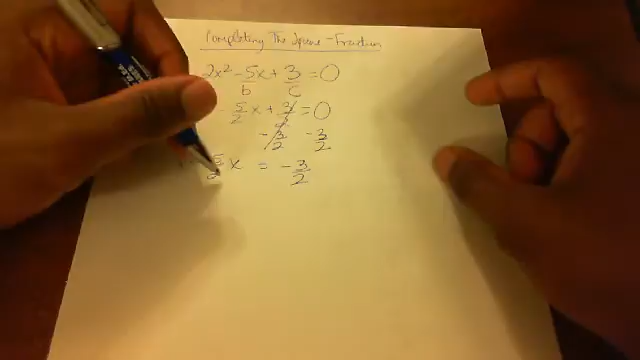 Completing The Square - Fractions
2x² - 5x + 3 = 0
b c
- 5/2 x + 3/2 = 0
- 3/2 - 3/2
5/2 x = - 3/2